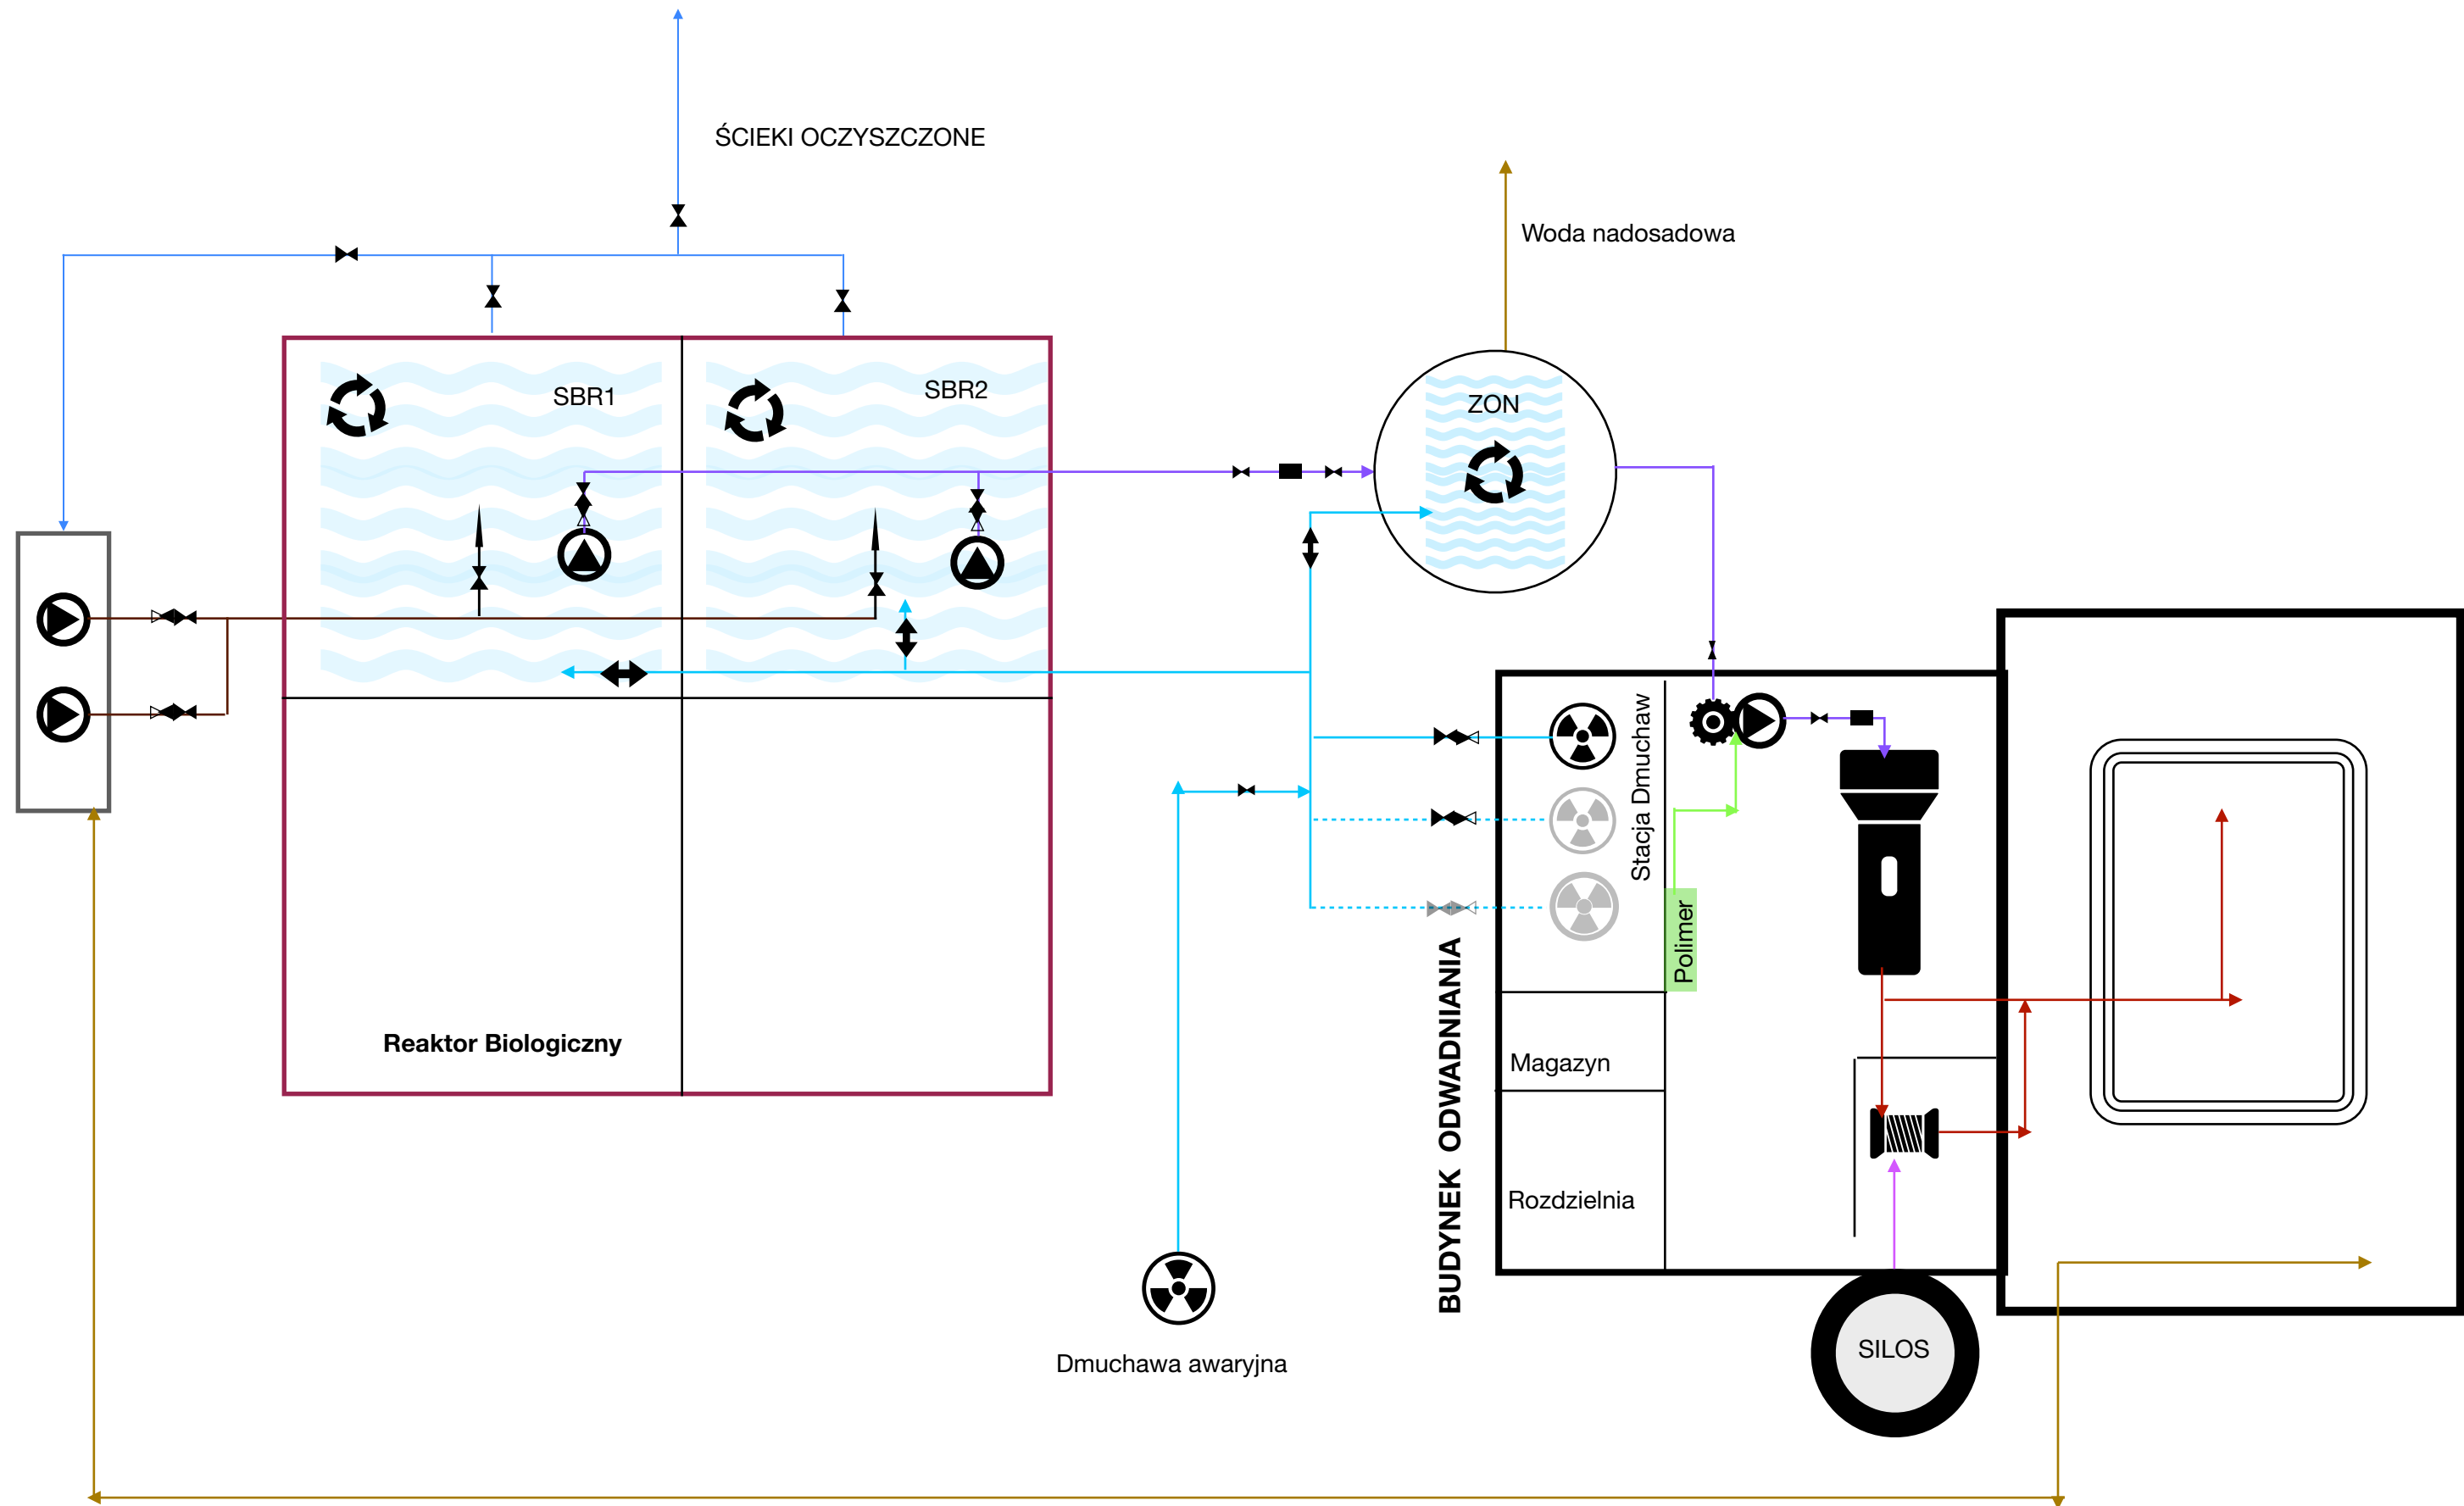 ŚCIEKI OCZYSZCZONE
Woda nadosadowa
SBR1
SBR2
ZON
Stacja Dmuchaw
Polimer
Reaktor Biologiczny
BUDYNEK ODWADNIANIA
Magazyn
Rozdzielnia
Dmuchawa awaryjna
SILOS